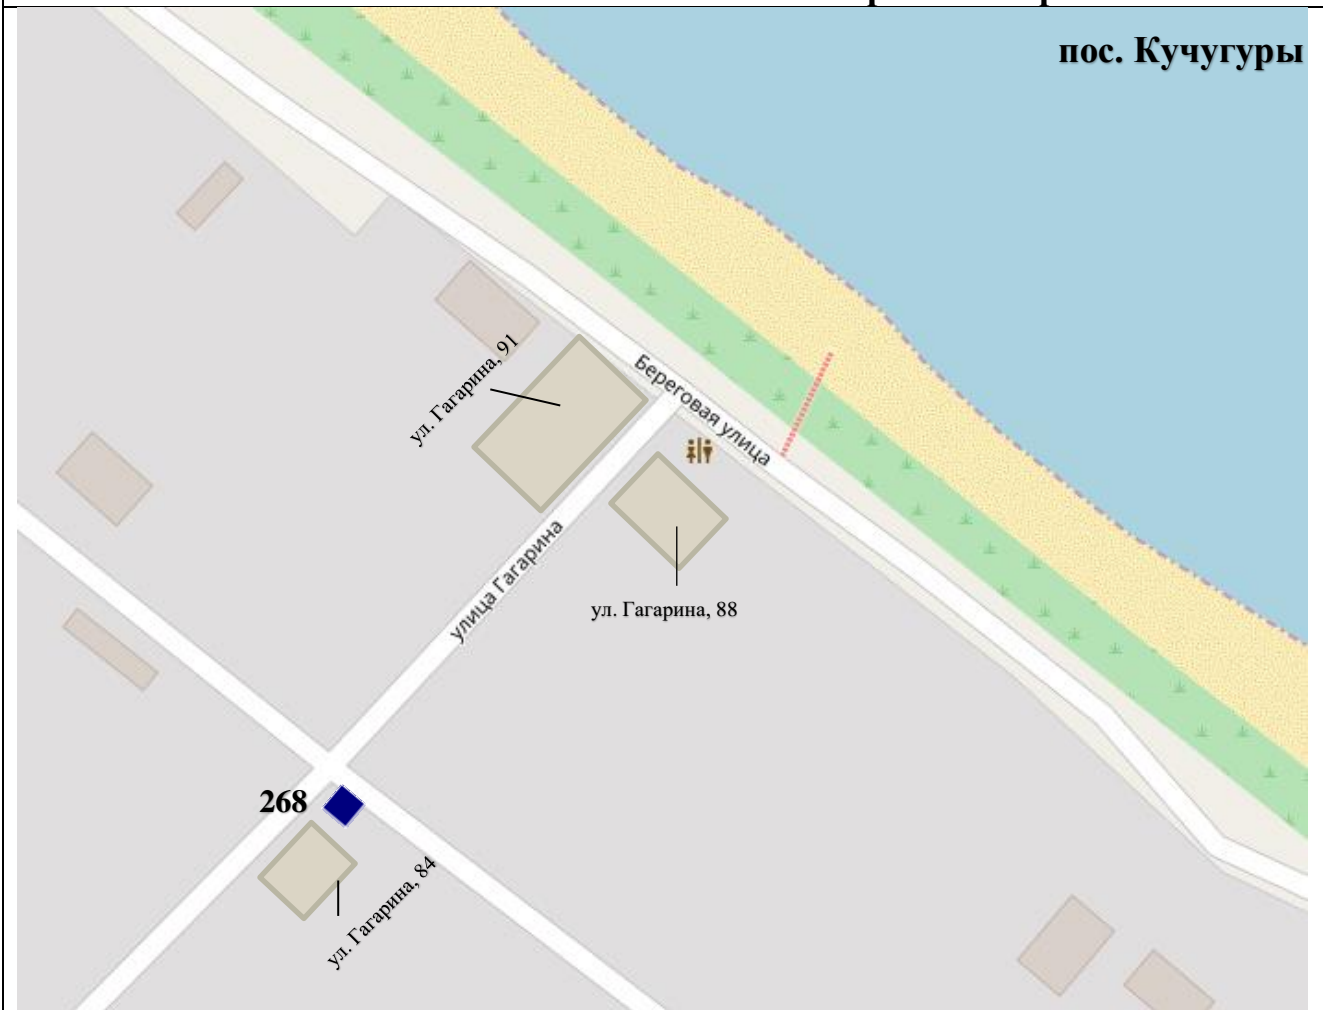 пос. Кучугуры
ул. Гагарина, 91
Береговая улица
улица Гагарина
ул. Гагарина, 88
268
ул. Гагарина, 84